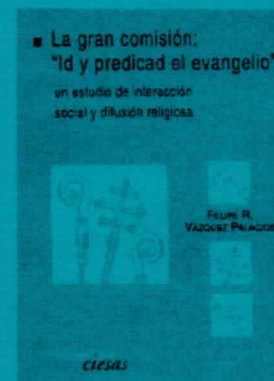 La gran comisión:
"Id y predicad el evangelio"
un estudio de interacción
social y difusión religiosa
FELIPE R.
VÁZQUEZ PALACIOS
ciesas